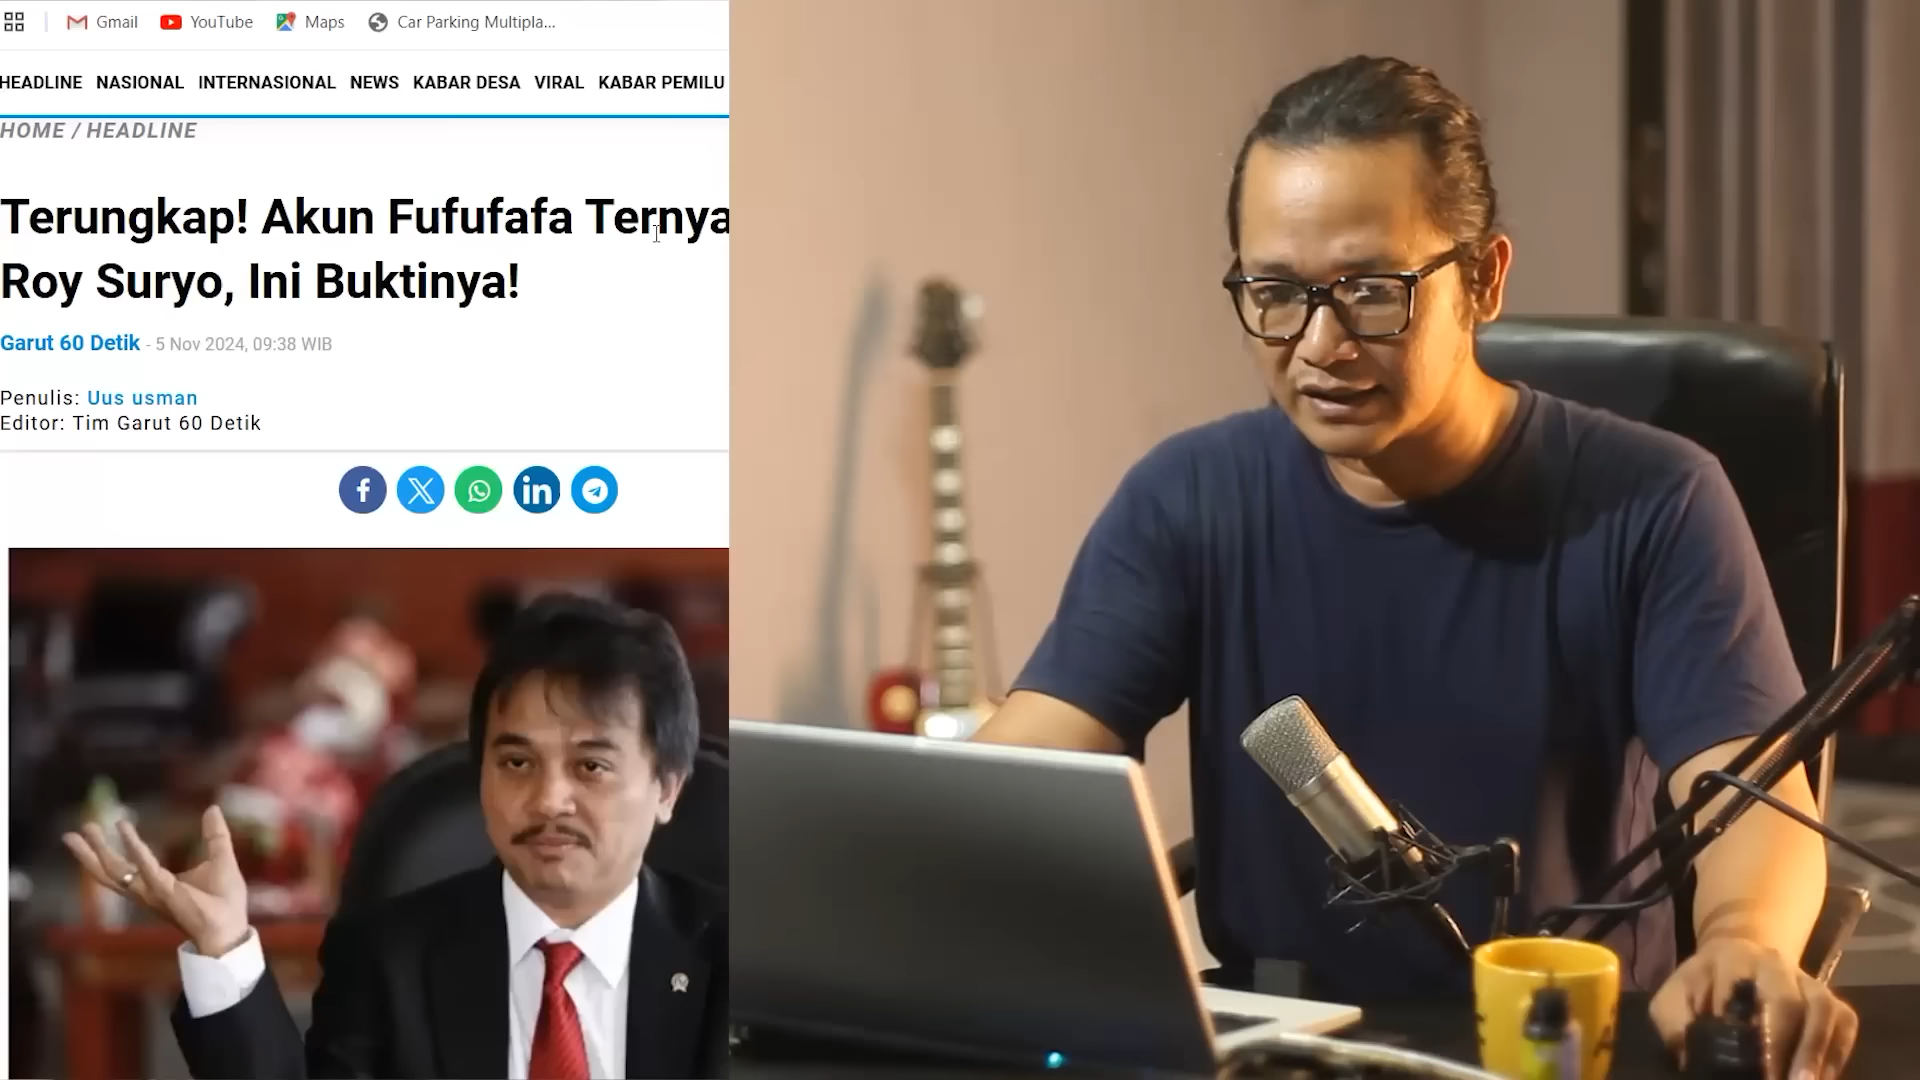 Gmail YouTube Maps Car Parking Multipla...
HEADLINE NASIONAL INTERNASIONAL NEWS KABAR DESA VIRAL KABAR PEMILU
HOME / HEADLINE
Terungkap! Akun Fufufafa Ternya
Roy Suryo, Ini Buktinya!
Garut 60 Detik - 5 Nov 2024, 09:38 WIB
Penulis: Uus usman
Editor: Tim Garut 60 Detik